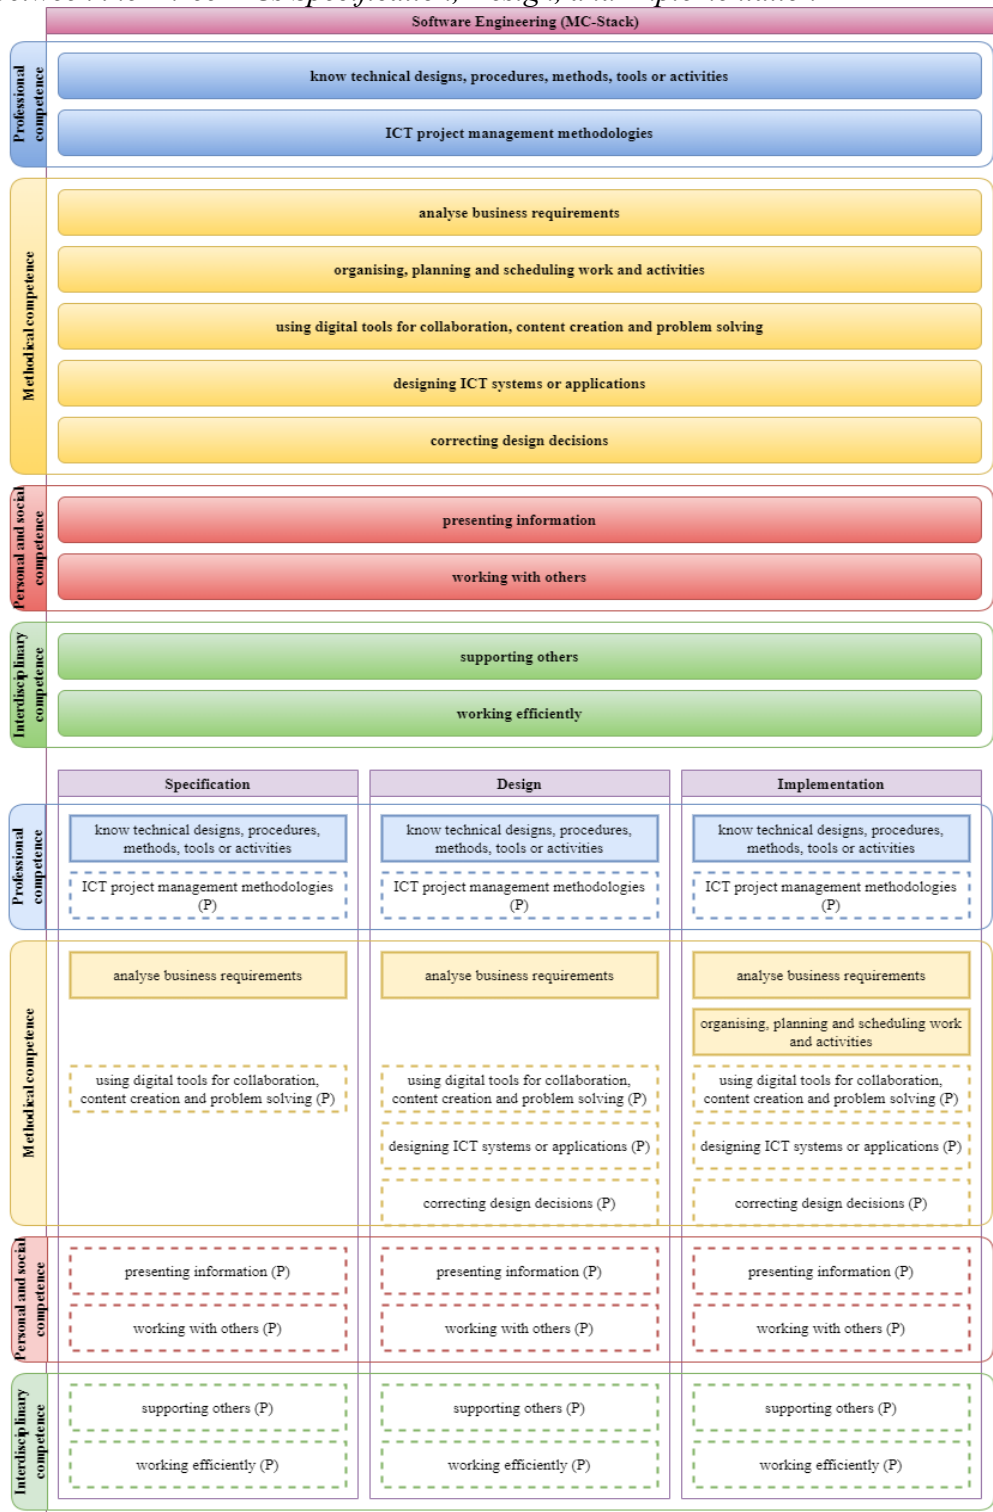 between the three MCs Specification, Design, and Implementation
Software Engineering (MC-Stack)
Professional
competence
know technical designs, procedures, methods, tools or activities
ICT project management methodologies
Methodical competence
analyse business requirements
organising, planning and scheduling work and activities
using digital tools for collaboration, content creation and problem solving
designing ICT systems or applications
correcting design decisions
Personal and social
competence
presenting information
working with others
Interdisciplinary
competence
supporting others
working efficiently
Specification
Design
Implementation
Professional
competence
know technical designs, procedures,
methods, tools or activities
know technical designs, procedures,
methods, tools or activities
know technical designs, procedures,
methods, tools or activities
ICT project management methodologies
(P)
ICT project management methodologies
(P)
ICT project management methodologies
(P)
Methodical competence
analyse business requirements
analyse business requirements
analyse business requirements
organising, planning and scheduling work
and activities
using digital tools for collaboration,
content creation and problem solving (P)
using digital tools for collaboration,
content creation and problem solving (P)
using digital tools for collaboration,
content creation and problem solving (P)
designing ICT systems or applications (P)
designing ICT systems or applications (P)
correcting design decisions (P)
correcting design decisions (P)
Personal and social
competence
presenting information (P)
presenting information (P)
presenting information (P)
working with others (P)
working with others (P)
working with others (P)
Interdisciplinary
competence
supporting others (P)
supporting others (P)
supporting others (P)
working efficiently (P)
working efficiently (P)
working efficiently (P)